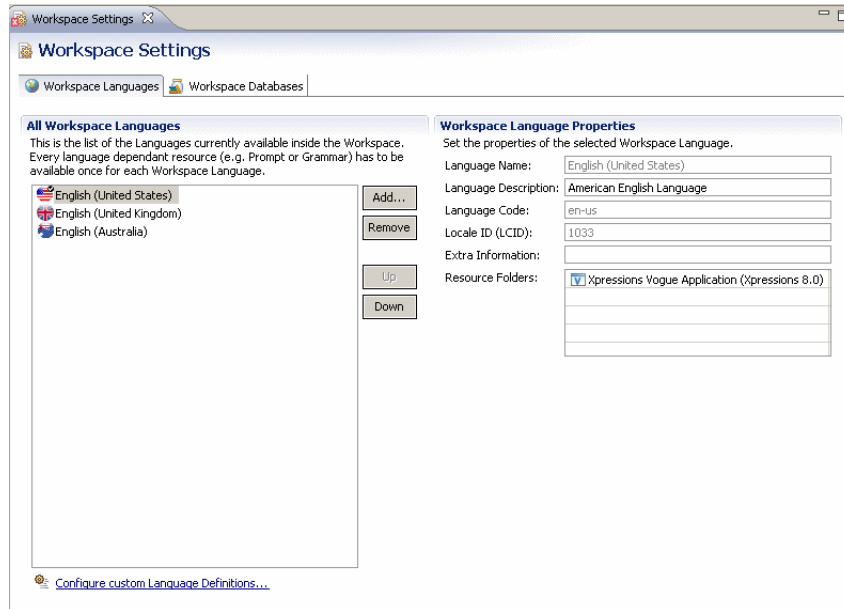 Workspace Settings
Workspace Settings
Workspace Languages
Workspace Databases
All Workspace Languages
This is the list of the Languages currently available inside the Workspace.
Every language dependant resource (e.g. Prompt or Grammar) has to be
available once for each Workspace Language.
English (United States)
English (United Kingdom)
English (Australia)
Add...
Remove
Up
Down
Configure custom Language Definitions...
Workspace Language Properties
Set the properties of the selected Workspace Language.
Language Name: English (United States)
Language Description: American English Language
Language Code: en-us
Locale ID (LCID): 1033
Extra Information:
Resource Folders: Xpressions Vogue Application (Xpressions 8.0)